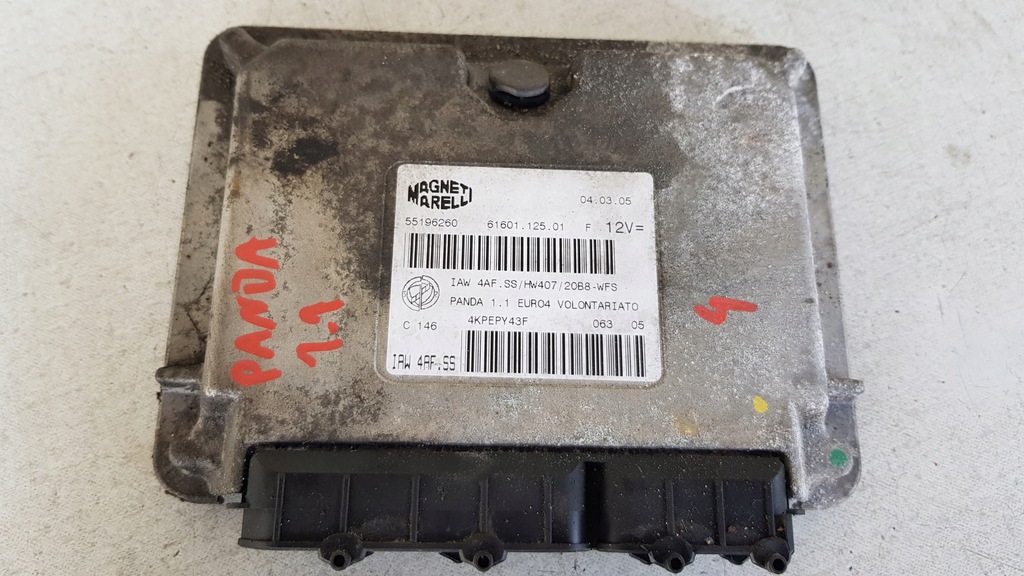 MAGNETI MARELLI
04.03.05
55196260 61601.125.01 F 12V=
IAW 4AF.SS/HW407/20B8-WFS
PANDA 1.1 EURO4 VOLONTARIATO
C 146 4KPEPY43F 063 05
IAW 4AF.SS
PANDA
1.1
4